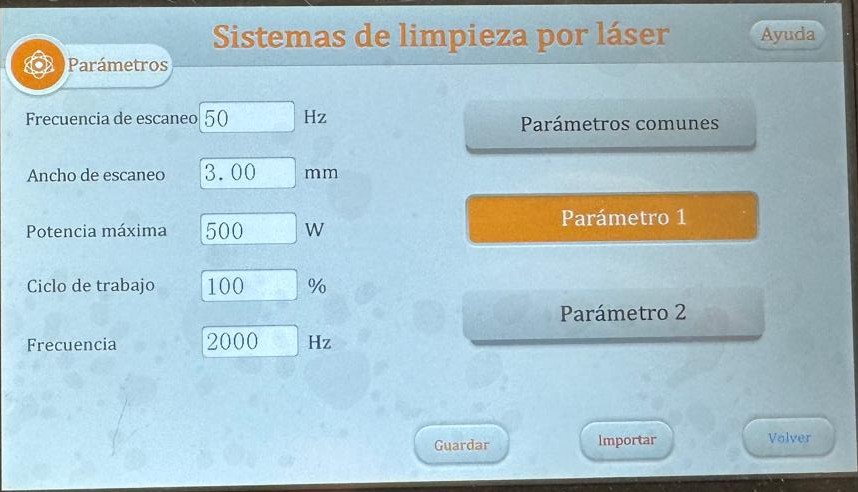 Sistemas de limpieza por láser
Ayuda
Parámetros
Frecuencia de escaneo 50 Hz
Ancho de escaneo 3.00 mm
Potencia máxima 500 W
Ciclo de trabajo 100 %
Frecuencia 2000 Hz
Parámetros comunes
Parámetro 1
Parámetro 2
Guardar
Importar
Volver